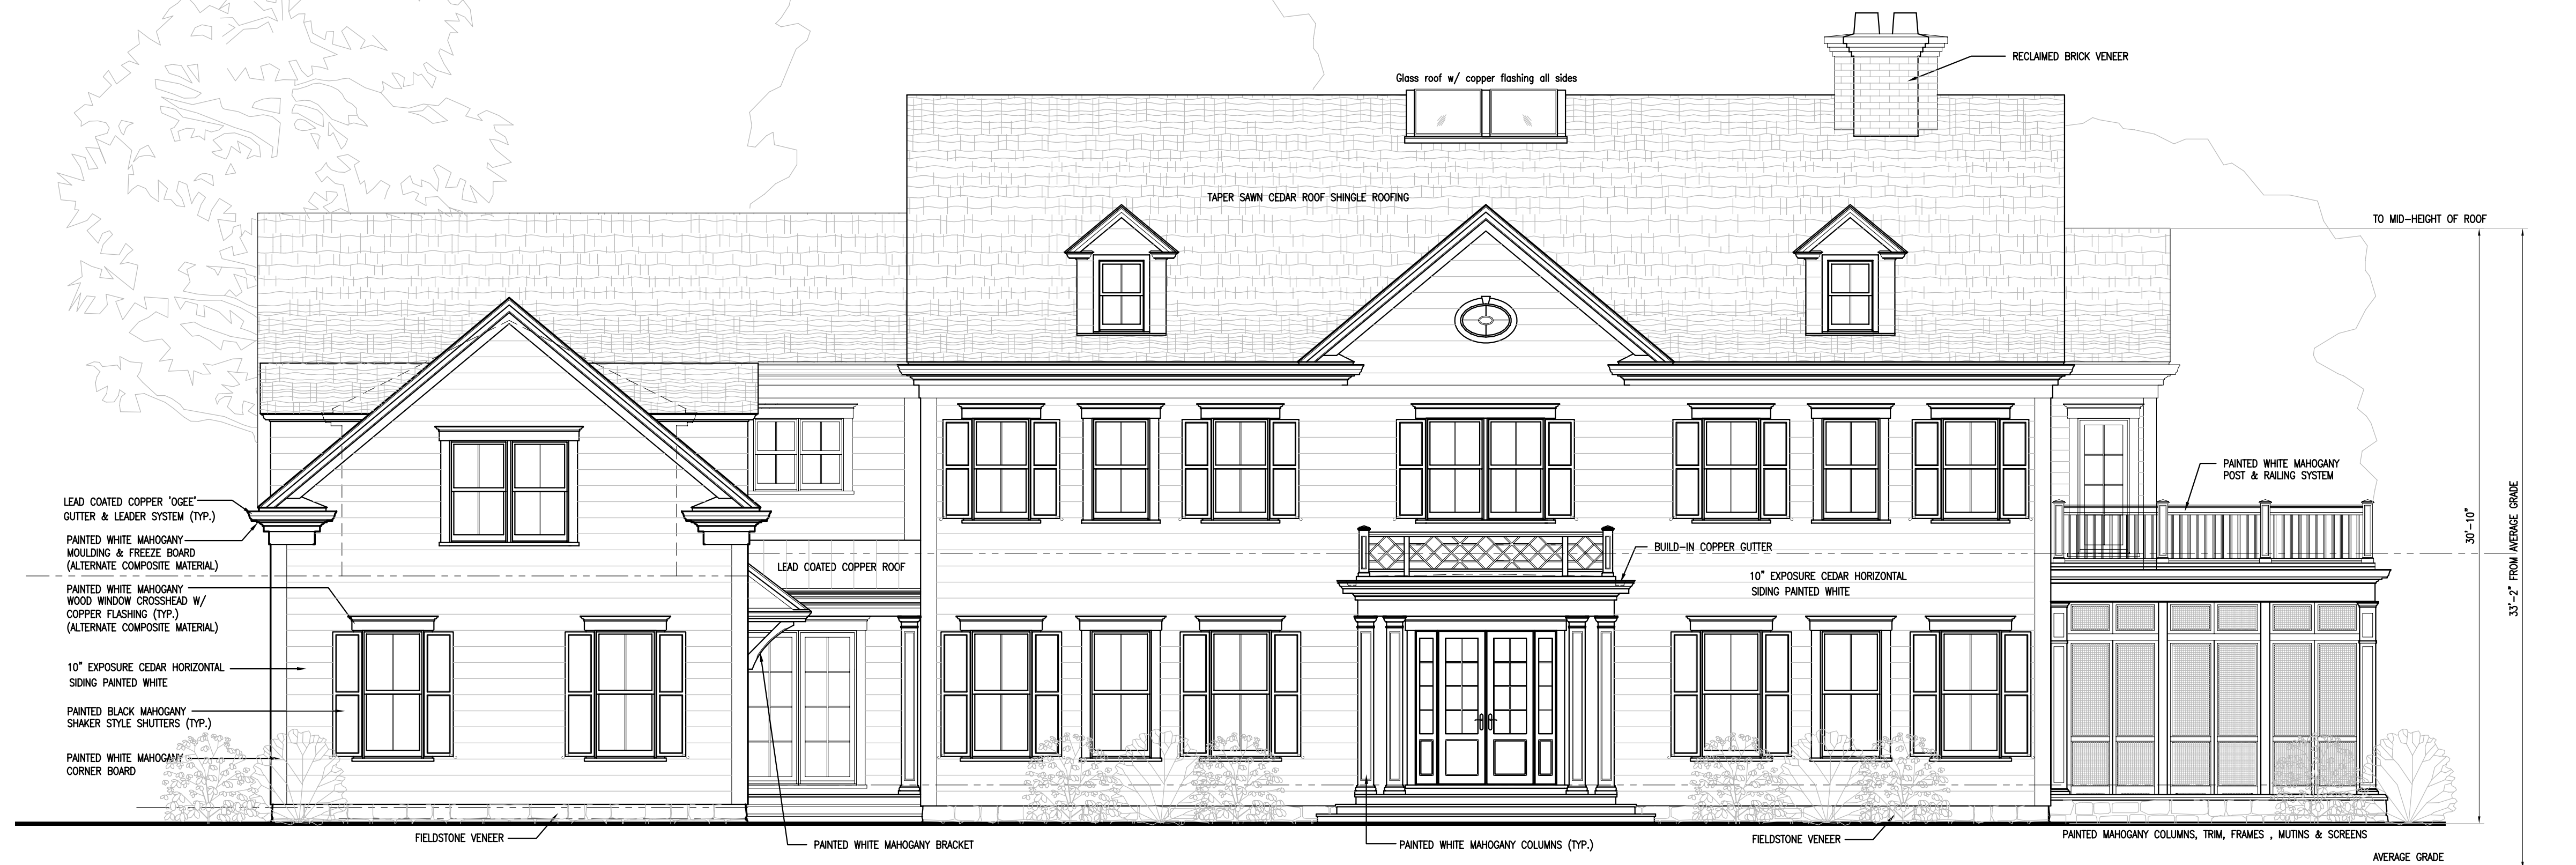 RECLAIMED BRICK VENEER
Glass roof w/ copper flashing all sides
TAPER SAWN CEDAR ROOF SHINGLE ROOFING
TO MID-HEIGHT OF ROOF
PAINTED WHITE MAHOGANY
POST & RAILING SYSTEM
30'-10"
33'-2" FROM AVERAGE GRADE
LEAD COATED COPPER 'OGEE'
GUTTER & LEADER SYSTEM (TYP.)
PAINTED WHITE MAHOGANY
MOULDING & FREEZE BOARD
(ALTERNATE COMPOSITE MATERIAL)
PAINTED WHITE MAHOGANY
WOOD WINDOW CROSSHEAD W/
COPPER FLASHING (TYP.)
(ALTERNATE COMPOSITE MATERIAL)
10" EXPOSURE CEDAR HORIZONTAL
SIDING PAINTED WHITE
PAINTED BLACK MAHOGANY
SHAKER STYLE SHUTTERS (TYP.)
PAINTED WHITE MAHOGANY
CORNER BOARD
LEAD COATED COPPER ROOF
BUILD-IN COPPER GUTTER
10" EXPOSURE CEDAR HORIZONTAL
SIDING PAINTED WHITE
FIELDSTONE VENEER
PAINTED WHITE MAHOGANY BRACKET
PAINTED WHITE MAHOGANY COLUMNS (TYP.)
FIELDSTONE VENEER
PAINTED MAHOGANY COLUMNS, TRIM, FRAMES , MUTINS & SCREENS
AVERAGE GRADE